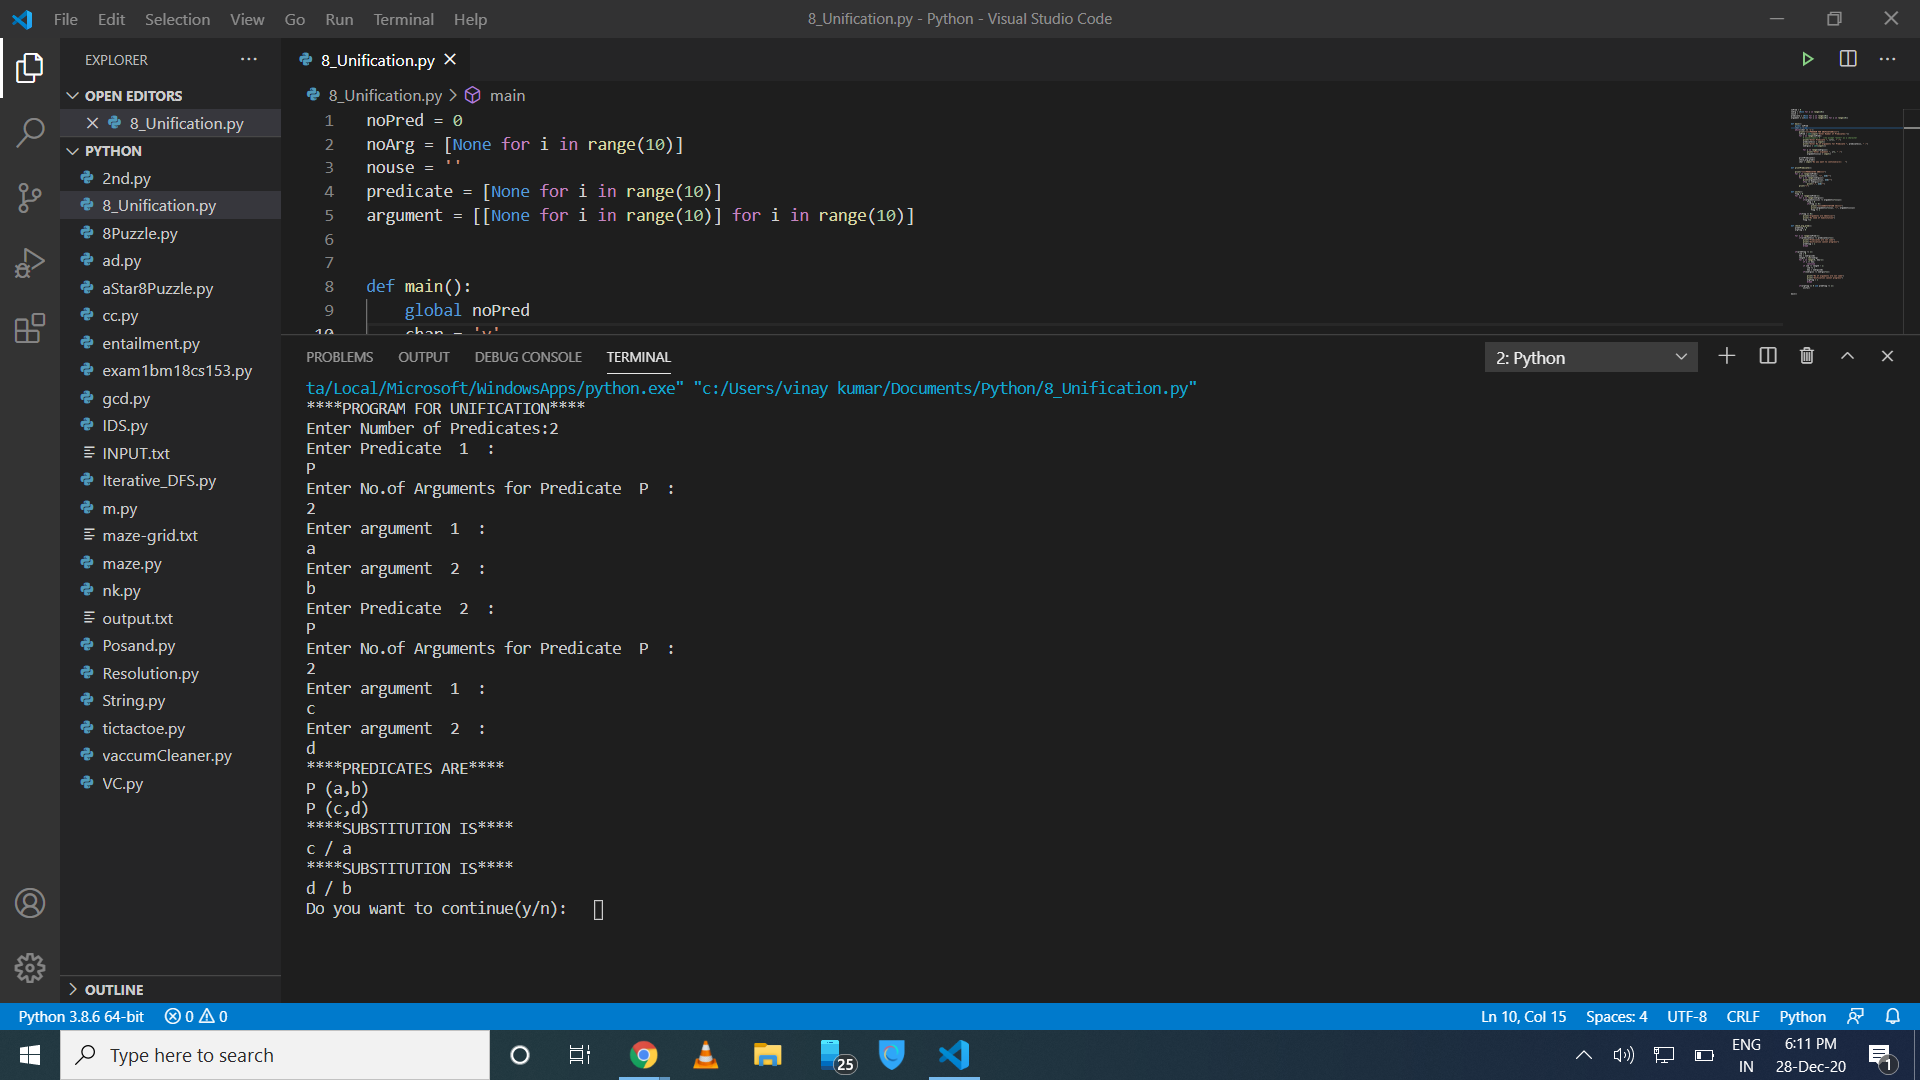 File Edit Selection View Go Run Terminal Help
8_Unification.py - Python - Visual Studio Code
EXPLORER
OPEN EDITORS
8_Unification.py
PYTHON
2nd.py
8_Unification.py
8Puzzle.py
ad.py
aStar8Puzzle.py
cc.py
entailment.py
exam1bm18cs153.py
gcd.py
IDS.py
INPUT.txt
Iterative_DFS.py
m.py
maze-grid.txt
maze.py
nk.py
output.txt
Posand.py
Resolution.py
String.py
tictactoe.py
vaccumCleaner.py
VC.py
OUTLINE
8_Unification.py
8_Unification.py > main
1 noPred = 0
2 noArg = [None for i in range(10)]
3 nouse = ''
4 predicate = [None for i in range(10)]
5 argument = [[None for i in range(10)] for i in range(10)]
6
7
8 def main():
9 global noPred
10 chan = 'y'
PROBLEMS OUTPUT DEBUG CONSOLE TERMINAL
2: Python
ta/Local/Microsoft/WindowsApps/python.exe" "c:/Users/vinay kumar/Documents/Python/8_Unification.py"
****PROGRAM FOR UNIFICATION****
Enter Number of Predicates:2
Enter Predicate 1 :
P
Enter No.of Arguments for Predicate P :
2
Enter argument 1 :
a
Enter argument 2 :
b
Enter Predicate 2 :
P
Enter No.of Arguments for Predicate P :
2
Enter argument 1 :
c
Enter argument 2 :
d
****PREDICATES ARE****
P (a,b)
P (c,d)
****SUBSTITUTION IS****
c / a
****SUBSTITUTION IS****
d / b
Do you want to continue(y/n):
Python 3.8.6 64-bit 0 0
Ln 10, Col 15 Spaces: 4 UTF-8 CRLF Python
Type here to search
25
ENG
IN
6:11 PM
28-Dec-20
1